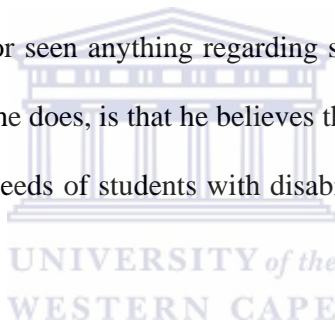 or seen anything regarding s
he does, is that he believes th
eeds of students with disab
UNIVERSITY of the
WESTERN CAPE